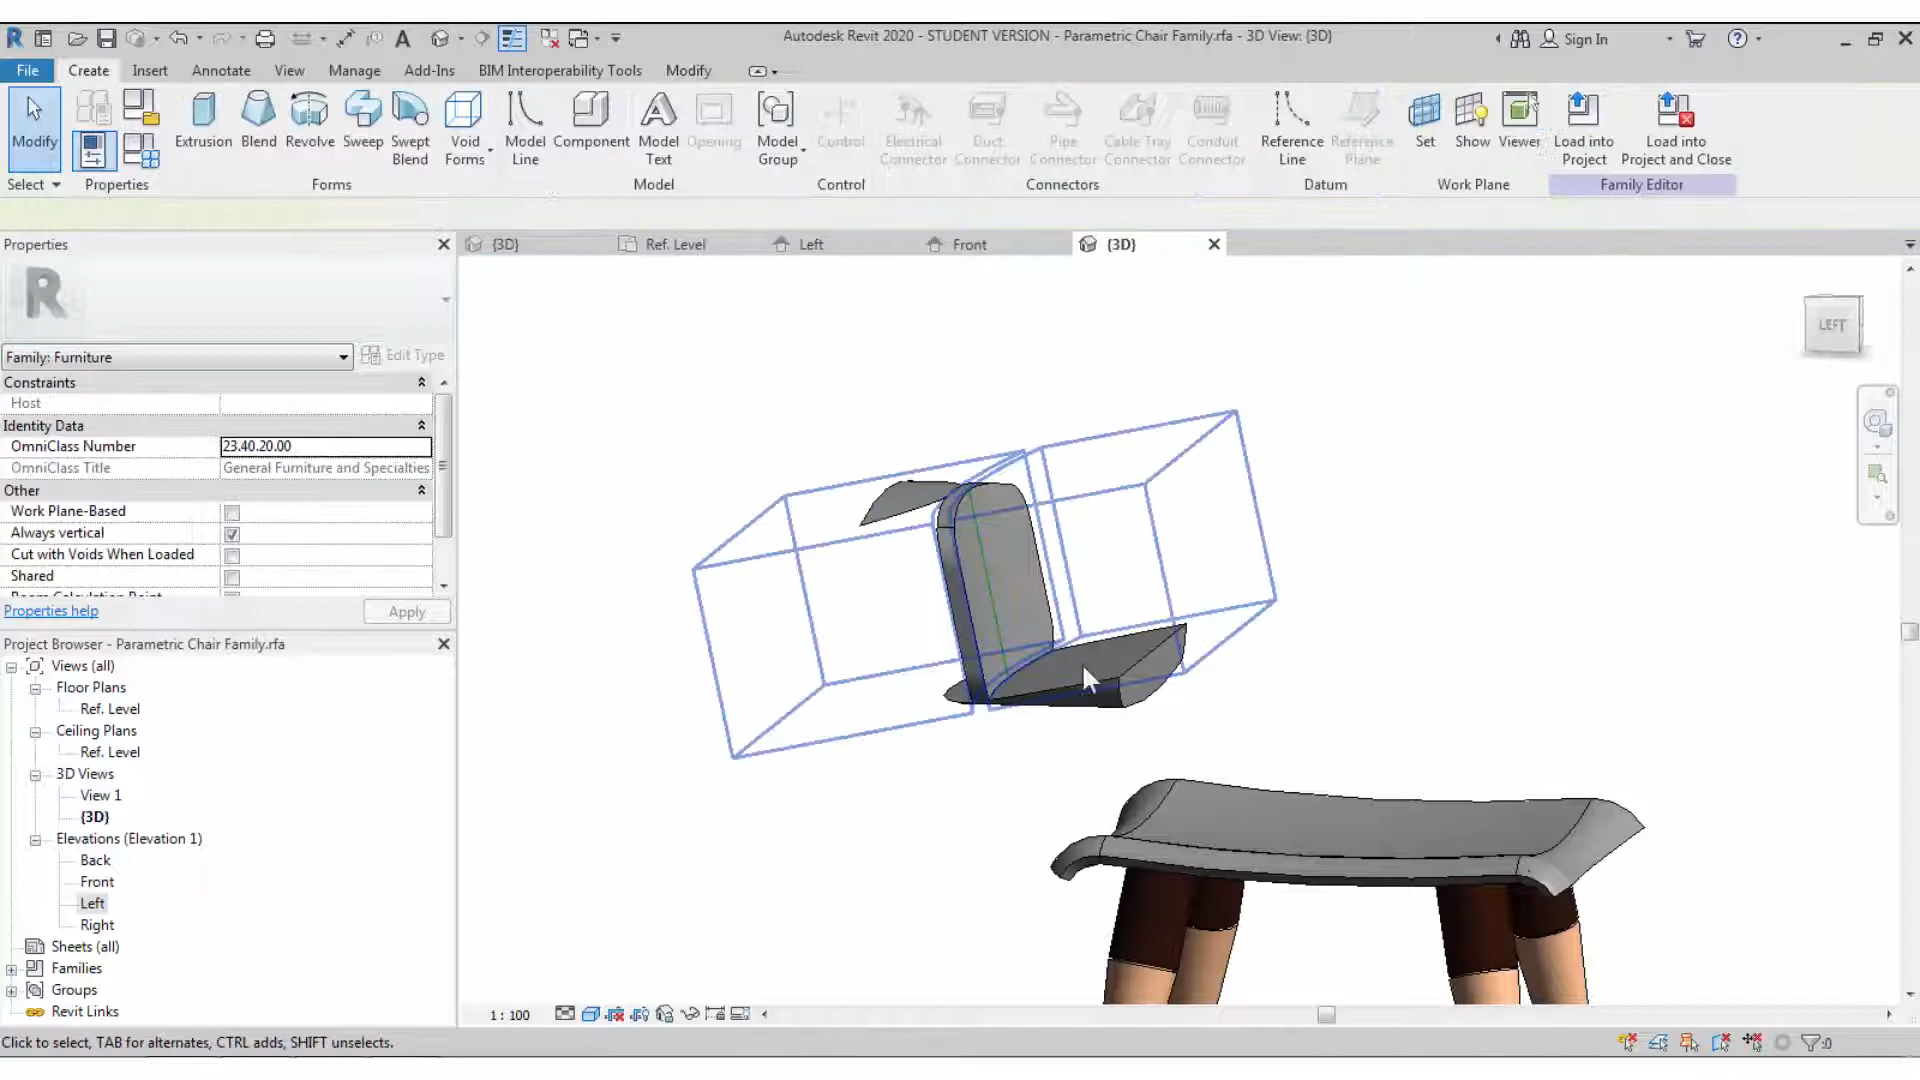 Autodesk Revit 2020 - STUDENT VERSION - Parametric Chair Family.rfa - 3D View: {3D}
Sign In
File Create Insert Annotate View Manage Add-Ins BIM Interoperability Tools Modify
Modify
Extrusion Blend Revolve Sweep Swept Blend Void Forms Model Line Component Model Text Opening Model Group Control Electrical Connector Duct Connector Pipe Connector Cable Tray Connector Conduit Connector Reference Line Reference Plane Set Show Viewer Load into Project Load into Project and Close
Select Properties Forms Model Control Connectors Datum Work Plane Family Editor
Properties
{3D} Ref. Level Left Front {3D}
LEFT
Family: Furniture Edit Type
Constraints
Host
Identity Data
OmniClass Number 23.40.20.00
OmniClass Title General Furniture and Specialties
Other
Work Plane-Based
Always vertical
Cut with Voids When Loaded
Shared
Room Calculation Point
Properties help Apply
Project Browser - Parametric Chair Family.rfa
Views (all)
Floor Plans
Ref. Level
Ceiling Plans
Ref. Level
3D Views
View 1
{3D}
Elevations (Elevation 1)
Back
Front
Left
Right
Sheets (all)
Families
Groups
Revit Links
1 : 100
Click to select, TAB for alternates, CTRL adds, SHIFT unselects.
:0